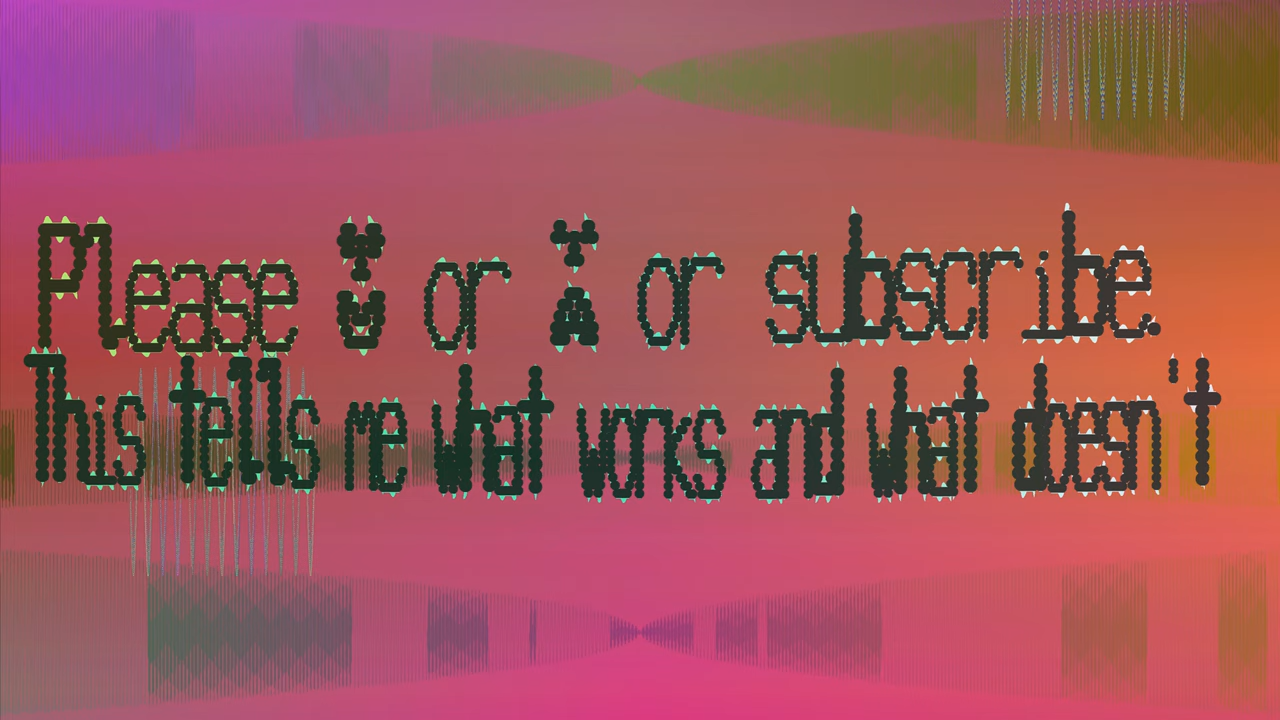 Please or or subscribe.
This tells me what works and what doesn't